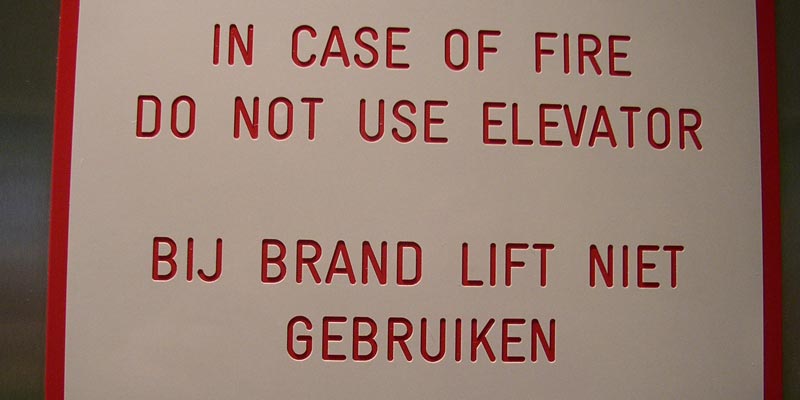 IN CASE OF FIRE
DO NOT USE ELEVATOR
BIJ BRAND LIFT NIET
GEBRUIKEN